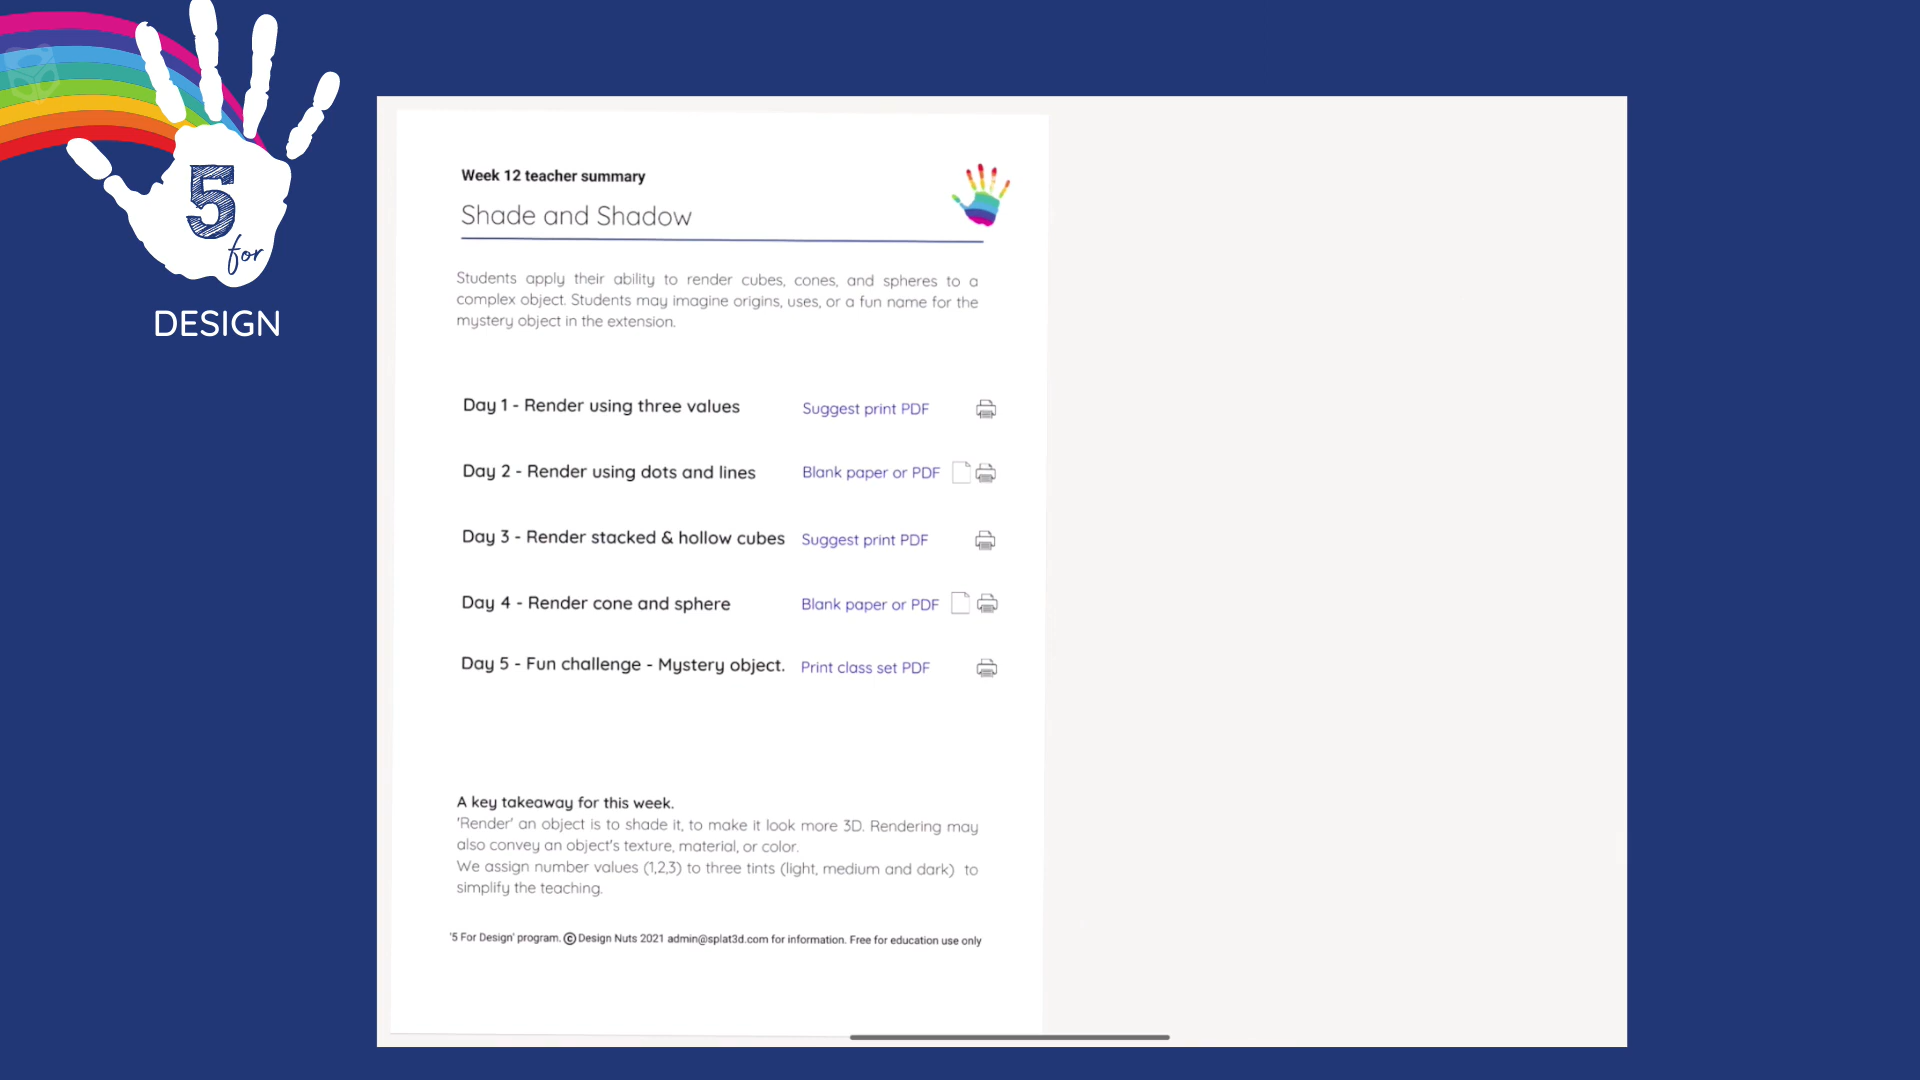 5
for
DESIGN
Week 12 teacher summary
Shade and Shadow
Students apply their ability to render cubes, cones, and spheres to a
complex object. Students may imagine origins, uses, or a fun name for the
mystery object in the extension.
Day 1 - Render using three values Suggest print PDF
Day 2 - Render using dots and lines Blank paper or PDF
Day 3 - Render stacked & hollow cubes Suggest print PDF
Day 4 - Render cone and sphere Blank paper or PDF
Day 5 - Fun challenge - Mystery object. Print class set PDF
A key takeaway for this week.
'Render' an object is to shade it, to make it look more 3D. Rendering may
also convey an object's texture, material, or color.
We assign number values (1,2,3) to three tints (light, medium and dark) to
simplify the teaching.
'5 For Design' program. © Design Nuts 2021 admin@splat3d.com for information. Free for education use only